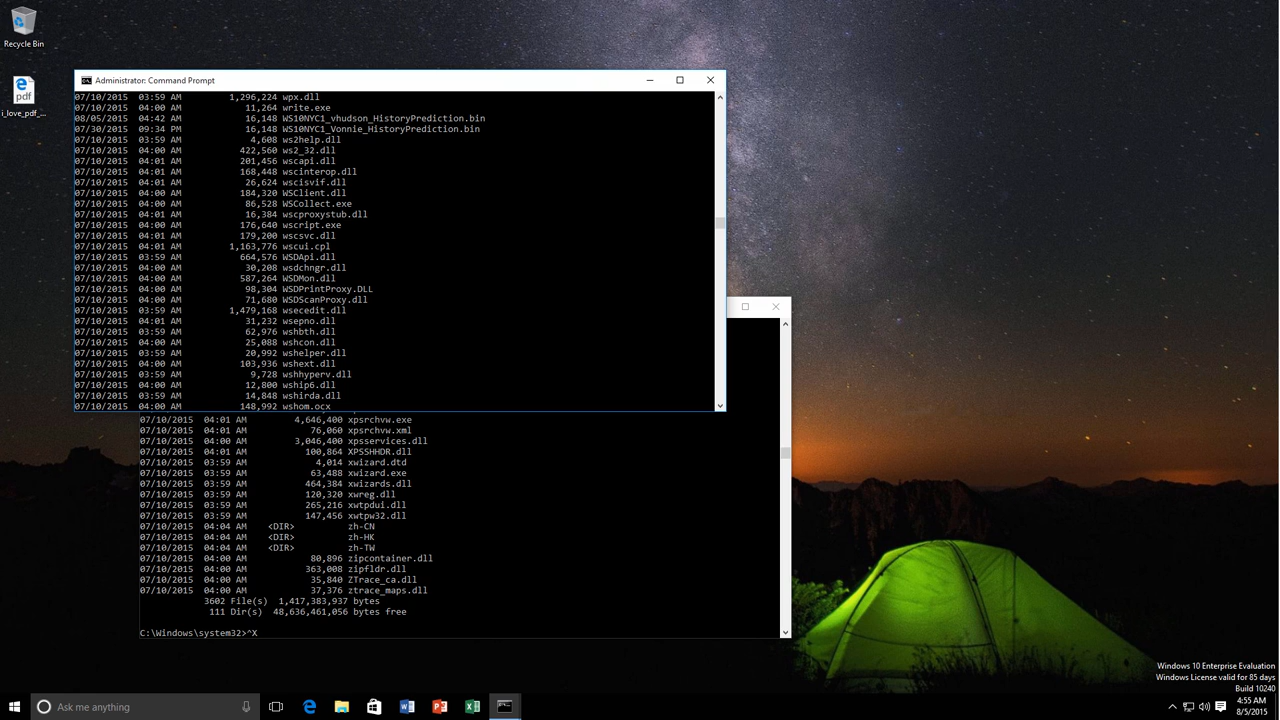 Recycle Bin
i_love_pdf_...
Administrator: Command Prompt
07/10/2015  03:59 AM         1,296,224 wpx.dll
07/10/2015  04:00 AM            11,264 write.exe
08/05/2015  04:42 AM            16,148 WS10NYC1_vhudson_HistoryPrediction.bin
07/30/2015  09:34 PM            16,148 WS10NYC1_Vonnie_HistoryPrediction.bin
07/10/2015  03:59 AM             4,608 ws2help.dll
07/10/2015  04:00 AM           422,560 ws2_32.dll
07/10/2015  04:01 AM           201,456 wscapi.dll
07/10/2015  04:01 AM           168,448 wscinterop.dll
07/10/2015  04:01 AM            26,624 wscisvif.dll
07/10/2015  04:00 AM           184,320 WSClient.dll
07/10/2015  04:00 AM            86,528 WSCollect.exe
07/10/2015  04:01 AM            16,384 wscproxystub.dll
07/10/2015  04:00 AM           176,640 wscript.exe
07/10/2015  04:01 AM           179,200 wscsvc.dll
07/10/2015  04:01 AM         1,163,776 wscui.cpl
07/10/2015  04:01 AM           664,576 WSDApi.dll
07/10/2015  04:00 AM            30,208 wsdchngr.dll
07/10/2015  04:00 AM           587,264 WSDMon.dll
07/10/2015  04:00 AM            98,304 WSDPrintProxy.DLL
07/10/2015  04:00 AM            71,680 WSDScanProxy.dll
07/10/2015  03:59 AM         1,479,168 wsecedit.dll
07/10/2015  04:01 AM            31,232 wsepno.dll
07/10/2015  03:59 AM            62,976 wshbth.dll
07/10/2015  04:00 AM            25,088 wshcon.dll
07/10/2015  03:59 AM            20,992 wshelper.dll
07/10/2015  04:00 AM           103,936 wshext.dll
07/10/2015  03:59 AM             9,728 wshhyperv.dll
07/10/2015  04:00 AM            12,800 wship6.dll
07/10/2015  03:59 AM            14,848 wshirda.dll
07/10/2015  04:00 AM           148,992 wshom.ocx
07/10/2015  04:01 AM         4,646,400 xpsrchvw.exe
07/10/2015  04:01 AM            76,060 xpsrchvw.xml
07/10/2015  04:00 AM         3,046,400 xpsservices.dll
07/10/2015  04:01 AM           100,864 XPSSHHDR.dll
07/10/2015  03:59 AM             4,014 xwizard.dtd
07/10/2015  03:59 AM            63,488 xwizard.exe
07/10/2015  03:59 AM           464,384 xwizards.dll
07/10/2015  03:59 AM           120,320 xwreg.dll
07/10/2015  03:59 AM           265,216 xwtpdui.dll
07/10/2015  03:59 AM           147,456 xwtpw32.dll
07/10/2015  04:04 AM    <DIR>          zh-CN
07/10/2015  04:04 AM    <DIR>          zh-HK
07/10/2015  04:04 AM    <DIR>          zh-TW
07/10/2015  04:00 AM            80,896 zipcontainer.dll
07/10/2015  04:00 AM           363,008 zipfldr.dll
07/10/2015  04:00 AM            35,840 ZTrace_ca.dll
07/10/2015  04:00 AM            37,376 ztrace_maps.dll
3602 File(s)  1,417,383,937 bytes
111 Dir(s)  48,636,461,056 bytes free
C:\Windows\system32>^X
Windows 10 Enterprise Evaluation
Windows License valid for 85 days
Build 10240
Ask me anything
4:55 AM
8/5/2015